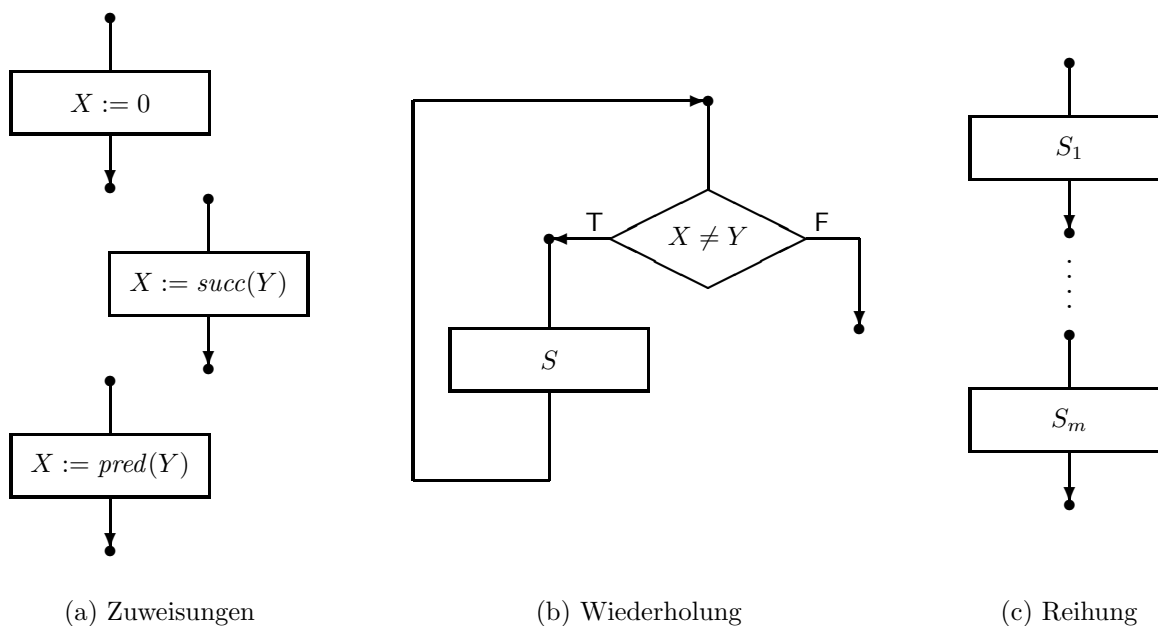 X := 0
X := succ(Y)
X := pred(Y)
(a) Zuweisungen
T
X ≠ Y
F
S
(b) Wiederholung
S₁
Sₘ
(c) Reihung